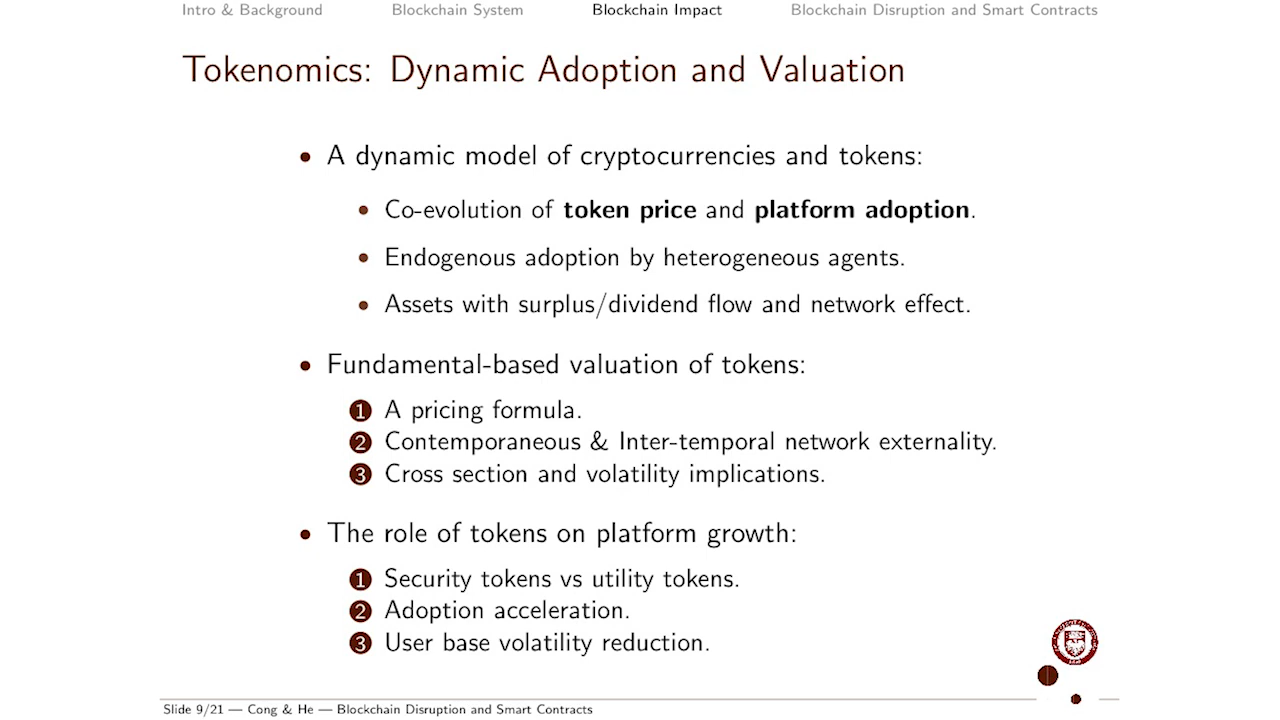 Intro & Background Blockchain System Blockchain Impact Blockchain Disruption and Smart Contracts
Tokenomics: Dynamic Adoption and Valuation
• A dynamic model of cryptocurrencies and tokens:
• Co-evolution of token price and platform adoption.
• Endogenous adoption by heterogeneous agents.
• Assets with surplus/dividend flow and network effect.
• Fundamental-based valuation of tokens:
1 A pricing formula.
2 Contemporaneous & Inter-temporal network externality.
3 Cross section and volatility implications.
• The role of tokens on platform growth:
1 Security tokens vs utility tokens.
2 Adoption acceleration.
3 User base volatility reduction.
Slide 9/21 — Cong & He — Blockchain Disruption and Smart Contracts